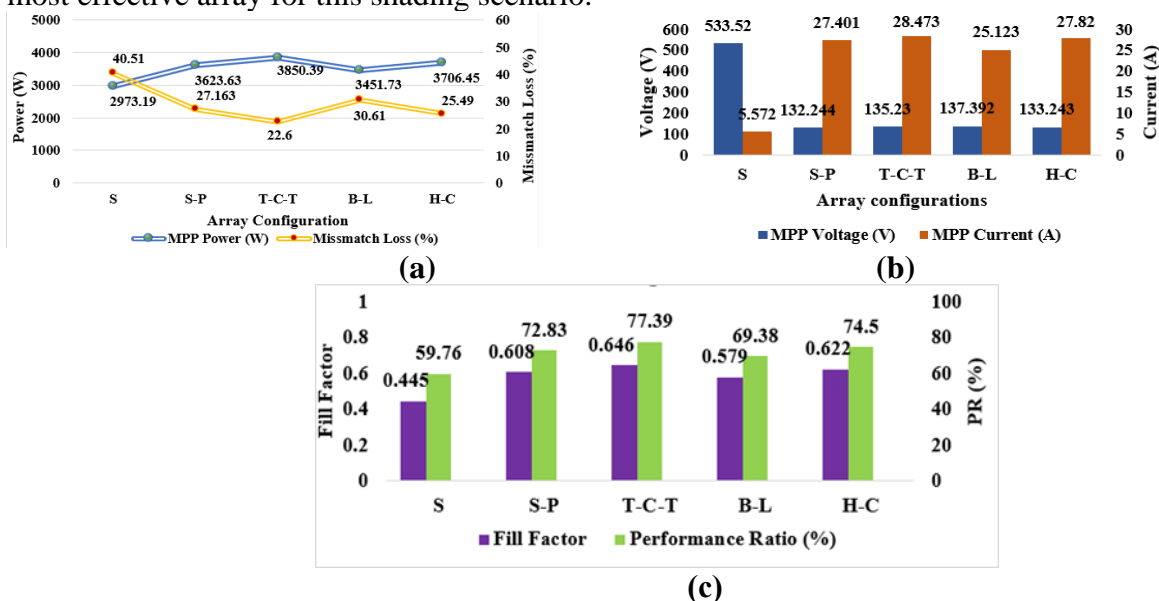 most effective array for this shading scenario.
5000
4000
3000
2000
1000
0
Power (W)
60
50
40
30
20
10
0
Missmatch Loss (%)
40.51
2973.19
3623.63
27.163
3850.39
22.6
3451.73
30.61
3706.45
25.49
S S-P T-C-T B-L H-C
Array Configuration
MPP Power (W) Missmatch Loss (%)
(a)
600
500
400
300
200
100
0
Voltage (V)
30
25
20
15
10
5
0
Current (A)
533.52 27.401 28.473 25.123 27.82
5.572 132.244 135.23 137.392 133.243
S S-P T-C-T B-L H-C
Array configurations
MPP Voltage (V) MPP Current (A)
(b)
1
0.8
0.6
0.4
0.2
0
Fill Factor
100
80
60
40
20
0
PR (%)
0.445 59.76 0.608 72.83 0.646 77.39 0.579 69.38 0.622 74.5
S S-P T-C-T B-L H-C
Fill Factor Performance Ratio (%)
(c)